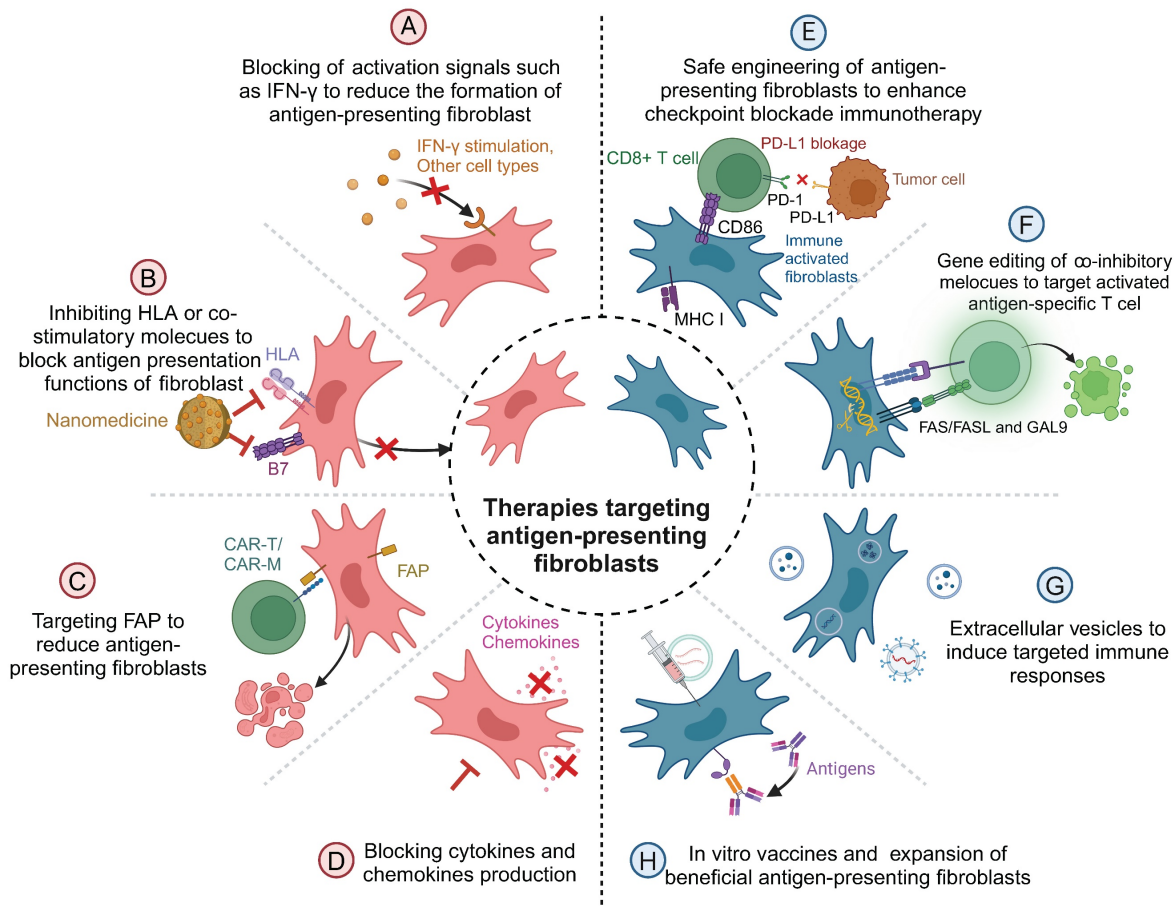 A
Blocking of activation signals such
as IFN-γ to reduce the formation of
antigen-presenting fibroblast
IFN-γ stimulation,
Other cell types
B
Inhibiting HLA or co-
stimulatory molecues to
block antigen presentation
functions of fibroblast
HLA
Nanomedicine
B7
C
Targeting FAP to
reduce antigen-
presenting fibroblasts
CAR-T/
CAR-M
FAP
D
Blocking cytokines and
chemokines production
Cytokines
Chemokines
Therapies targeting
antigen-presenting
fibroblasts
E
Safe engineering of antigen-
presenting fibroblasts to enhance
checkpoint blockade immunotherapy
CD8+ T cell
PD-L1 blokage
Tumor cell
PD-1
PD-L1
CD86
Immune
activated
fibroblasts
MHC I
F
Gene editing of co-inhibitory
melocues to target activated
antigen-specific T cel
FAS/FASL and GAL9
G
Extracellular vesicles to
induce targeted immune
responses
H
In vitro vaccines and expansion of
beneficial antigen-presenting fibroblasts
Antigens